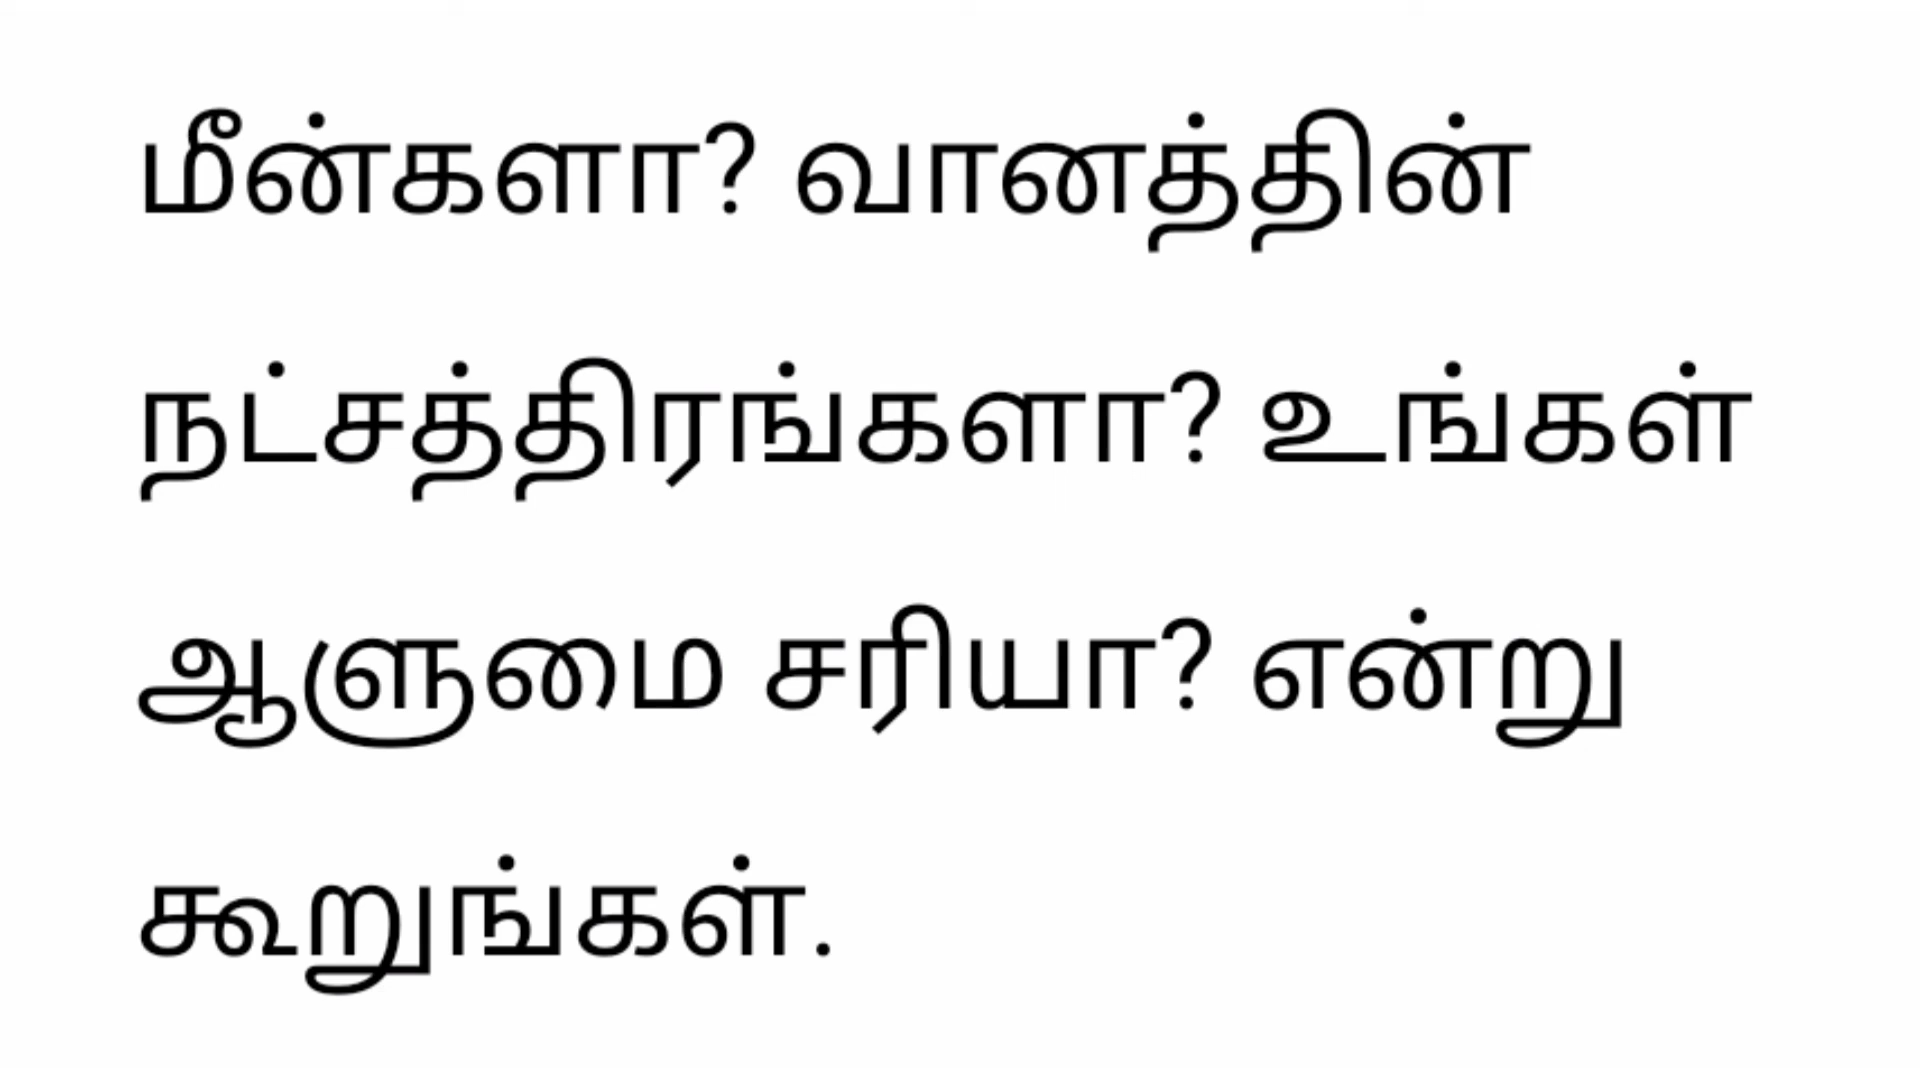 மீன்களா? வானத்தின்
நட்சத்திரங்களா? உங்கள்
ஆளுமை சரியா? என்று
கூறுங்கள்.